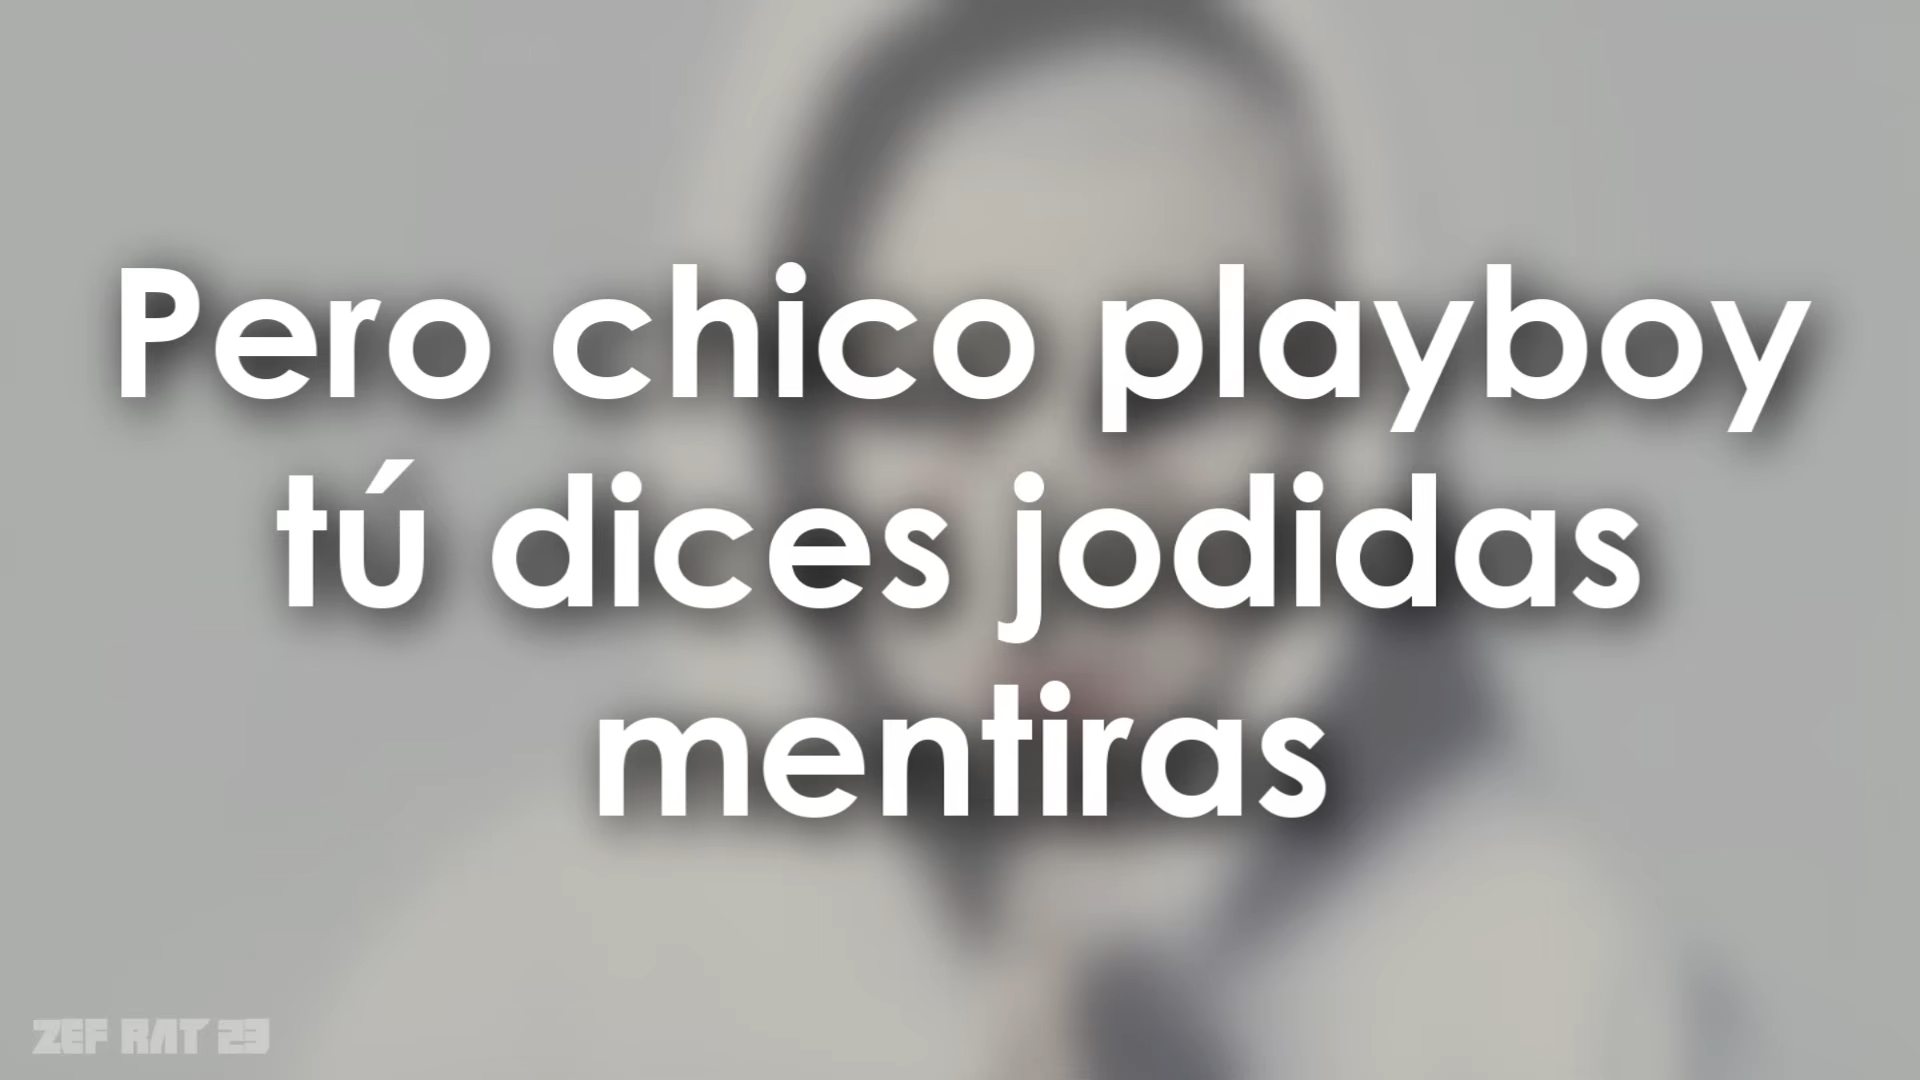 Pero chico playboy
tú dices jodidas
mentiras
ZEF RAT 23